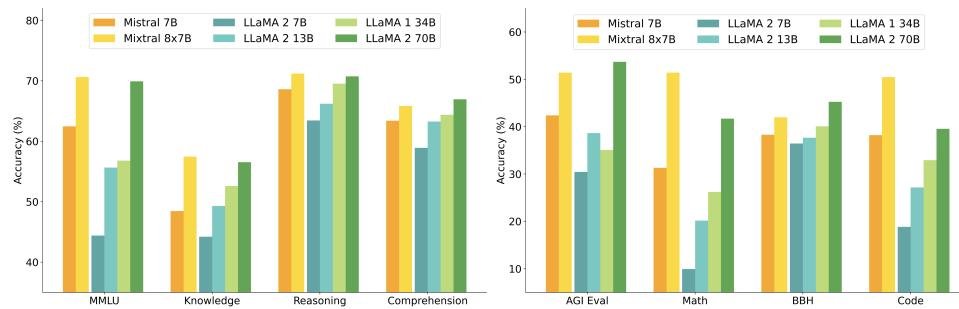 Mistral 7B
LLaMA 2 7B
LLaMA 1 34B
Mixtral 8x7B
LLaMA 2 13B
LLaMA 2 70B
Accuracy (%)
80
70
60
50
40
MMLU
Knowledge
Reasoning
Comprehension
Mistral 7B
LLaMA 2 7B
LLaMA 1 34B
Mixtral 8x7B
LLaMA 2 13B
LLaMA 2 70B
Accuracy (%)
60
50
40
30
20
10
AGI Eval
Math
BBH
Code